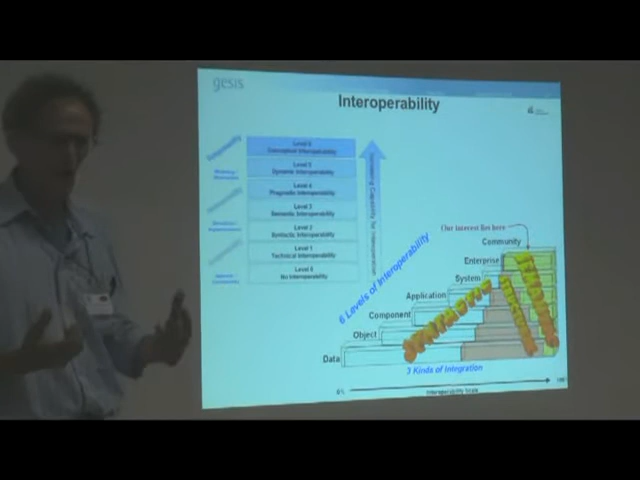 gesis
Interoperability
Level 6
Conceptual Interoperability
Level 5
Dynamic Interoperability
Level 4
Pragmatic Interoperability
Level 3
Semantic Interoperability
Level 2
Syntactic Interoperability
Level 1
Technical Interoperability
Level 0
No Interoperability
Increasing Capability for Interoperation
Our interest lies here
Community
Enterprise
System
Application
Component
Object
Data
6 Levels of Interoperability
3 Kinds of Integration
0%
Interoperability Scale